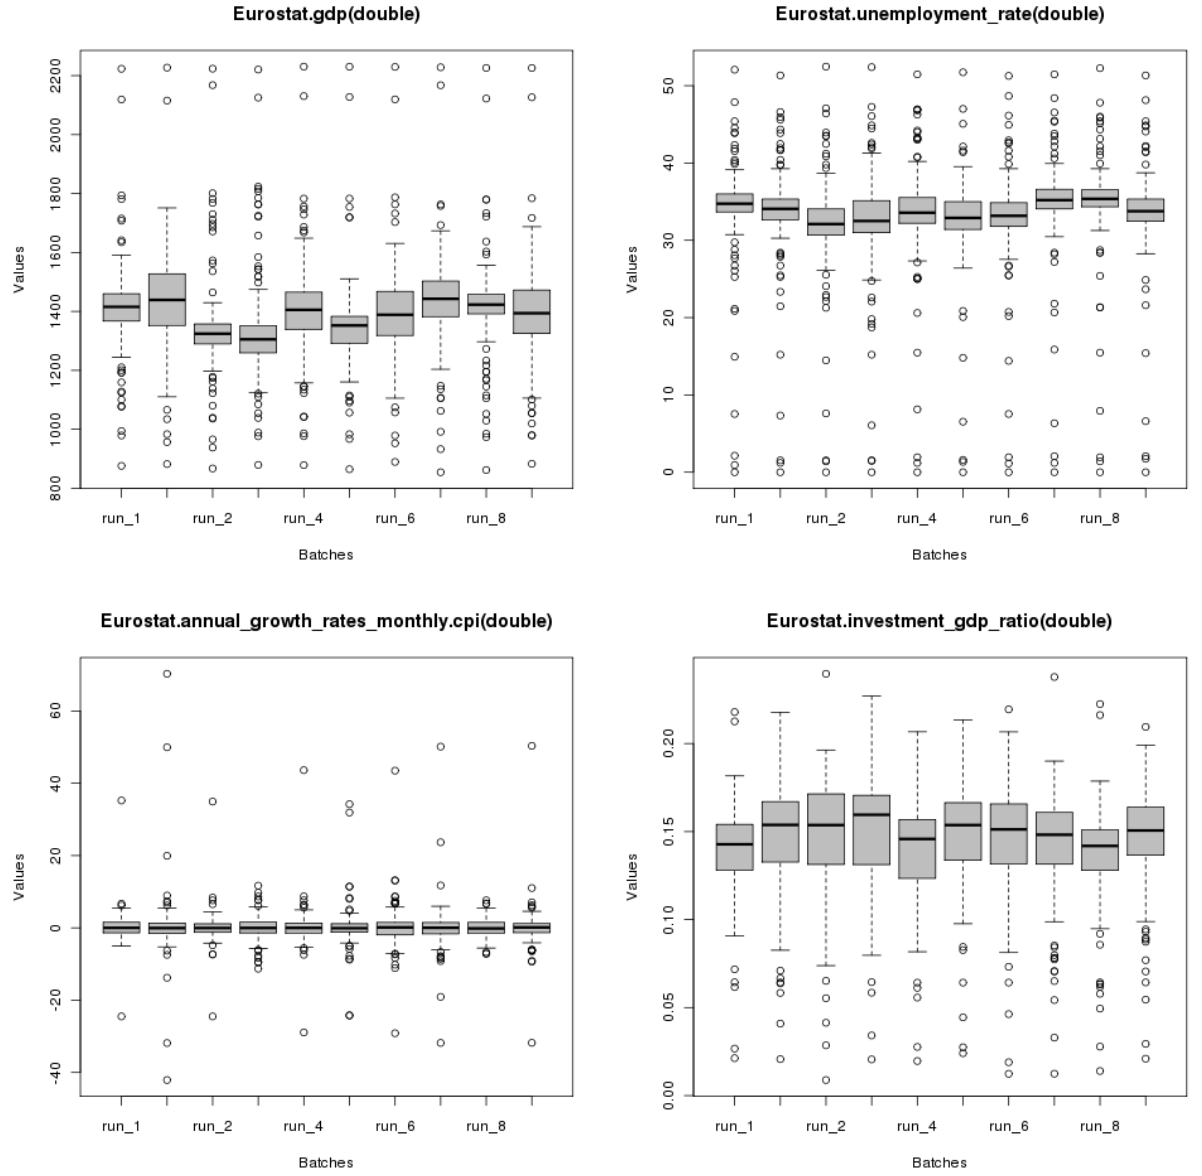 Eurostat.gdp(double)
Values
800
1000
1200
1400
1600
1800
2000
2200
run_1 run_2 run_4 run_6 run_8
Batches
Eurostat.unemployment_rate(double)
Values
0
10
20
30
40
50
run_1 run_2 run_4 run_6 run_8
Batches
Eurostat.annual_growth_rates_monthly.cpi(double)
Values
-40
-20
0
20
40
60
run_1 run_2 run_4 run_6 run_8
Batches
Eurostat.investment_gdp_ratio(double)
Values
0.00
0.05
0.10
0.15
0.20
run_1 run_2 run_4 run_6 run_8
Batches